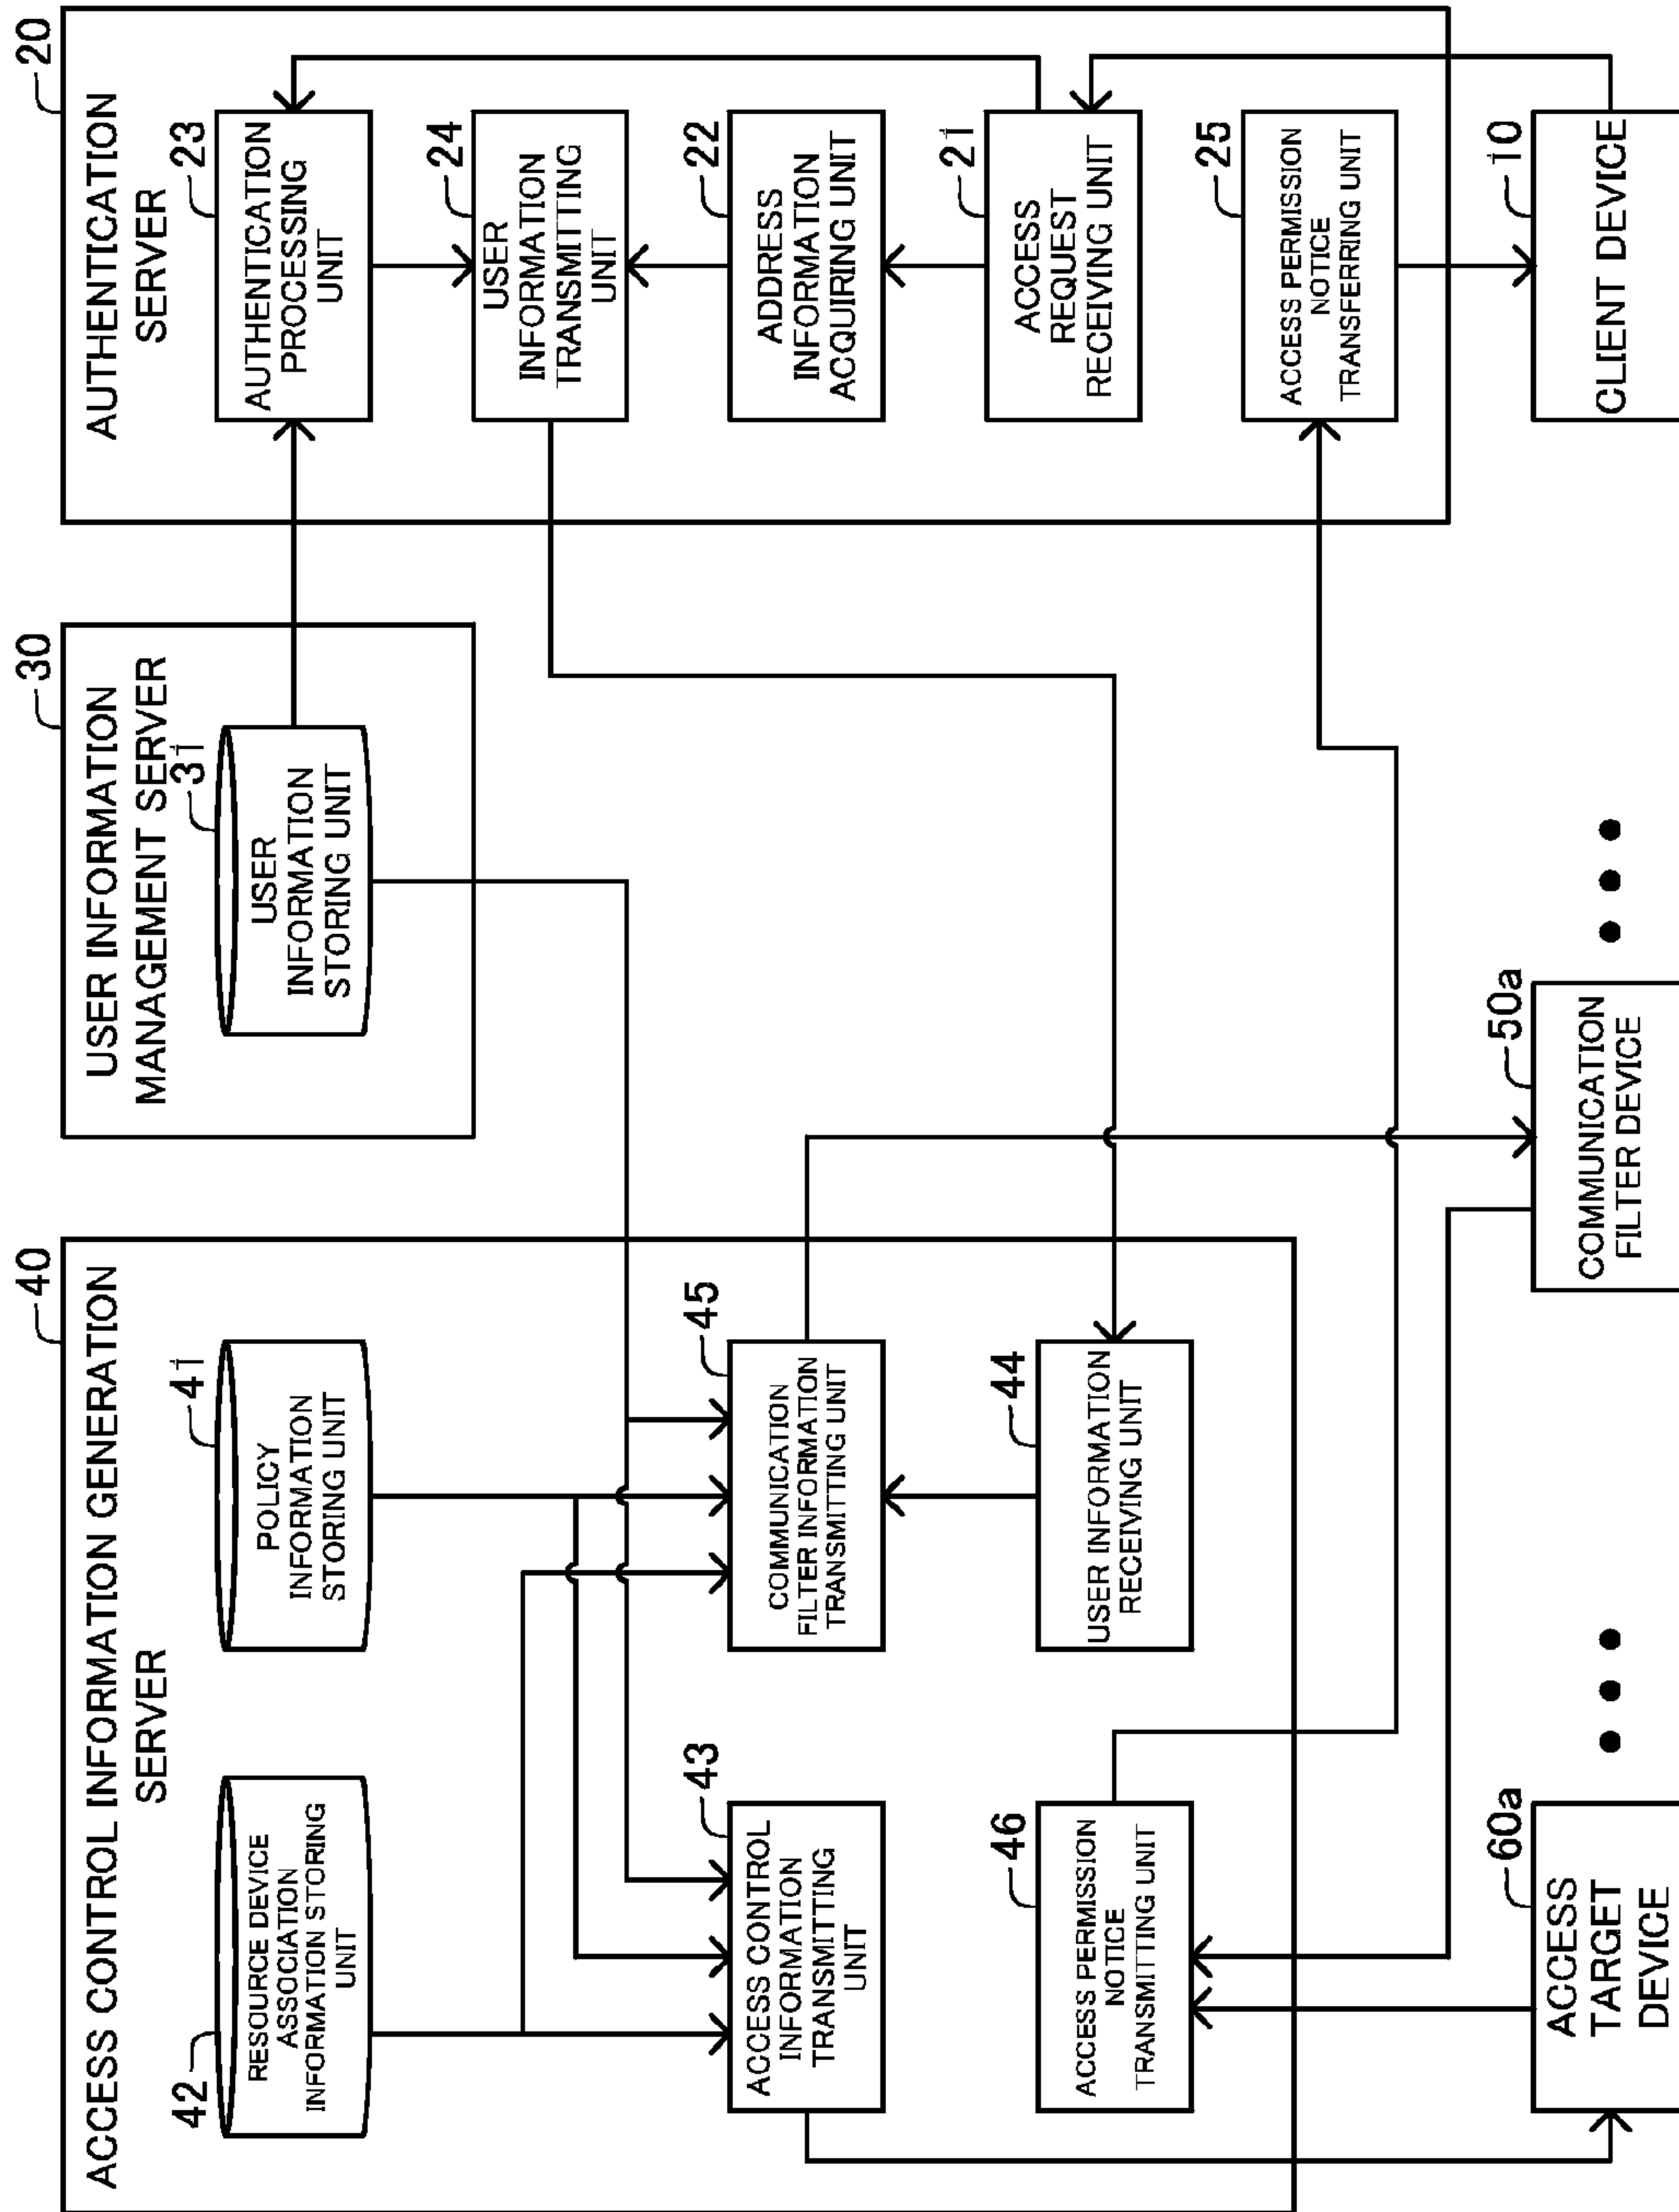 ACCESS CONTROL INFORMATION GENERATION
SERVER
40
42
RESOURCE DEVICE
ASSOCIATION
INFORMATION STORING
UNIT
41
POLICY
INFORMATION
STORING UNIT
43
ACCESS CONTROL
INFORMATION
TRANSMITTING
UNIT
45
COMMUNICATION
FILTER INFORMATION
TRANSMITTING UNIT
46
ACCESS PERMISSION
NOTICE
TRANSMITTING UNIT
44
USER INFORMATION
RECEIVING UNIT
60a
ACCESS
TARGET
DEVICE
50a
COMMUNICATION
FILTER DEVICE
USER INFORMATION
MANAGEMENT SERVER
30
31
USER
INFORMATION
STORING UNIT
AUTHENTICATION
SERVER
20
23
AUTHENTICATION
PROCESSING
UNIT
24
USER
INFORMATION
TRANSMITTING
UNIT
22
ADDRESS
INFORMATION
ACQUIRING UNIT
21
ACCESS
REQUEST
RECEIVING UNIT
25
ACCESS PERMISSION
NOTICE
TRANSFERRING UNIT
10
CLIENT DEVICE